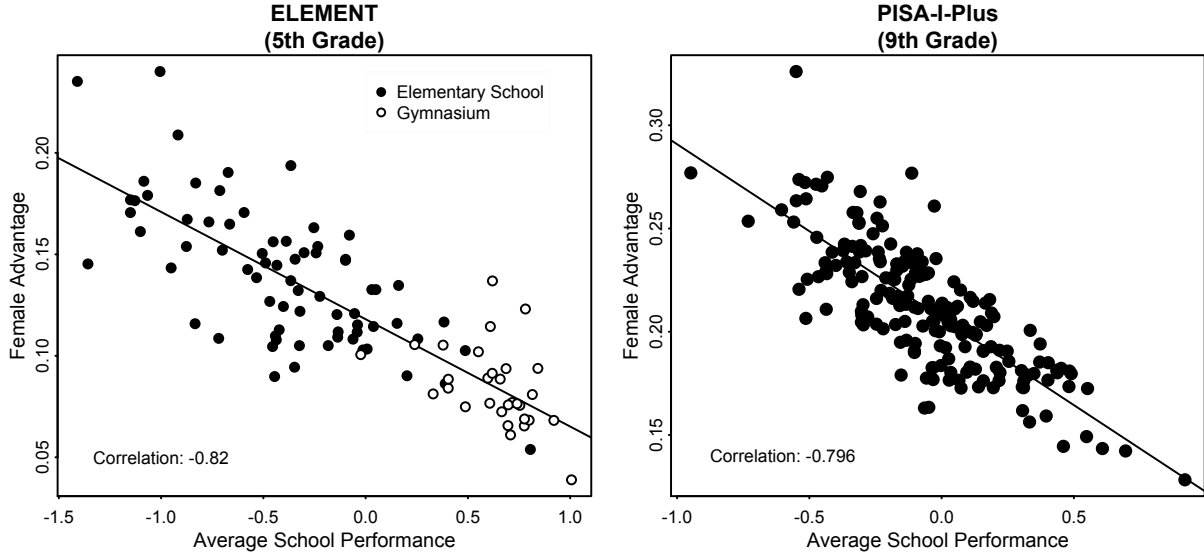 ELEMENT
(5th Grade)
Female Advantage
0.20
0.15
0.10
0.05
Elementary School
Gymnasium
Correlation: -0.82
-1.5 -1.0 -0.5 0.0 0.5 1.0
Average School Performance
PISA-I-Plus
(9th Grade)
Female Advantage
0.30
0.25
0.20
0.15
Correlation: -0.796
-1.0 -0.5 0.0 0.5
Average School Performance